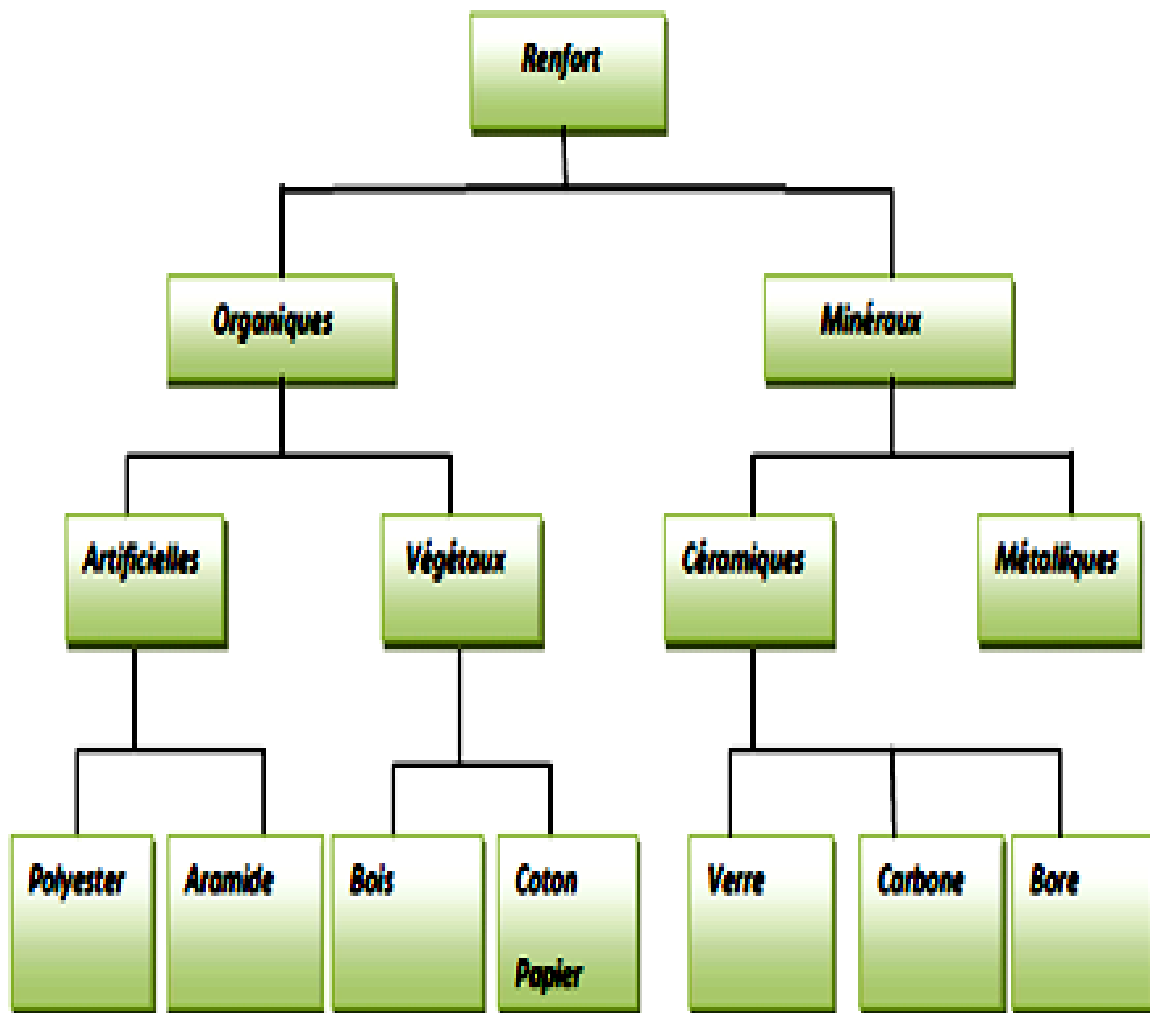 Renfort
Organiques
Minéraux
Artificielles
Végétaux
Céramiques
Métalliques
Polyester
Aramide
Bois
Coton
Papier
Verre
Carbone
Bore